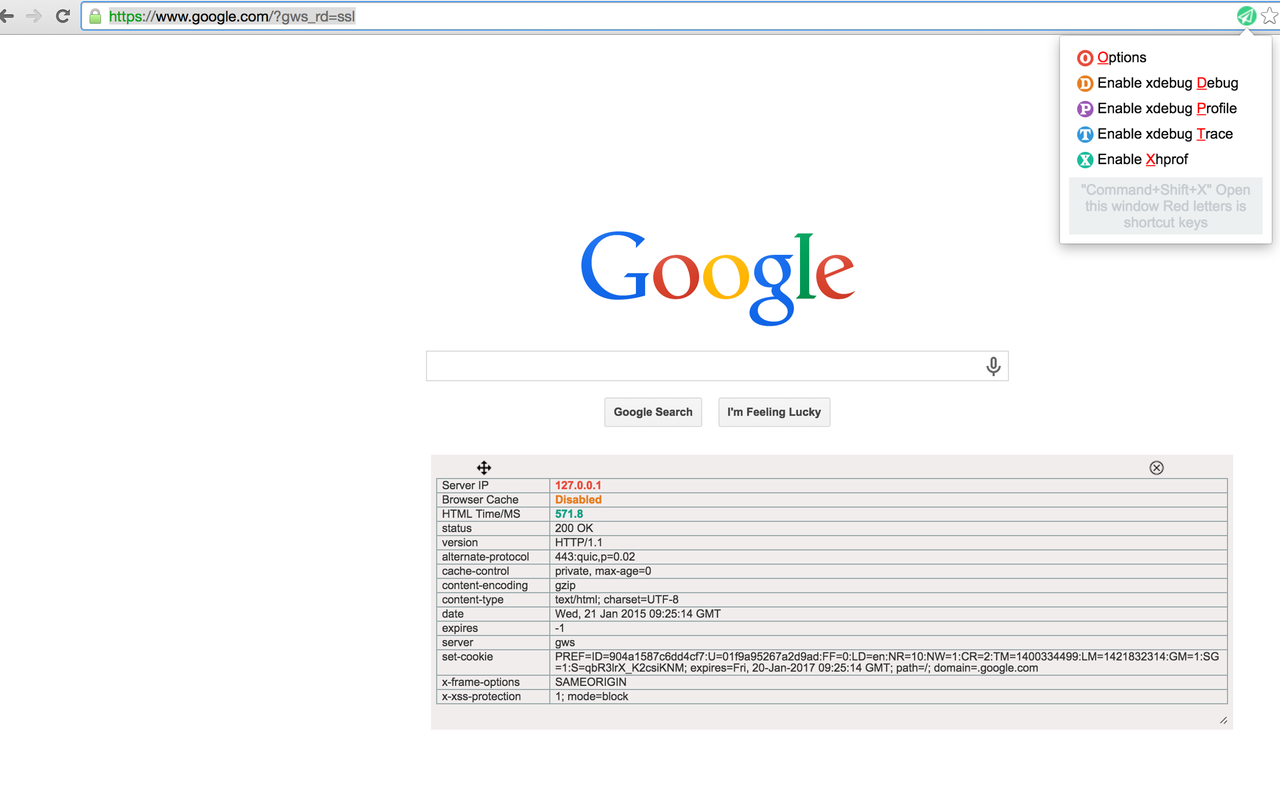 https://www.google.com/?gws_rd=ssl
Options
Enable xdebug Debug
Enable xdebug Profile
Enable xdebug Trace
Enable Xhprof
"Command+Shift+X" Open
this window Red letters is
shortcut keys
Google
Google Search
I'm Feeling Lucky
Server IP 127.0.0.1
Browser Cache Disabled
HTML Time/MS 571.8
status 200 OK
version HTTP/1.1
alternate-protocol 443:quic,p=0.02
cache-control private, max-age=0
content-encoding gzip
content-type text/html; charset=UTF-8
date Wed, 21 Jan 2015 09:25:14 GMT
expires -1
server gws
set-cookie PREF=ID=904a1587c6dd4cf7:U=01f9a95267a2d9ad:FF=0:LD=en:NR=10:NW=1:CR=2:TM=1400334499:LM=1421832314:GM=1:SG
=1:S=qbR3lrX_K2csiKNM; expires=Fri, 20-Jan-2017 09:25:14 GMT; path=/; domain=.google.com
x-frame-options SAMEORIGIN
x-xss-protection 1; mode=block